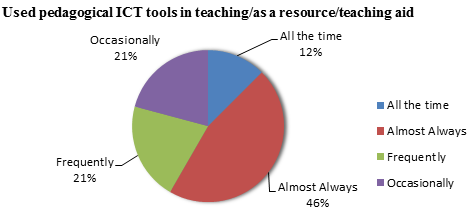 Used pedagogical ICT tools in teaching/as a resource/teaching aid
Occasionally
21%
All the time
12%
Frequently
21%
Almost Always
46%
All the time
Almost Always
Frequently
Occasionally